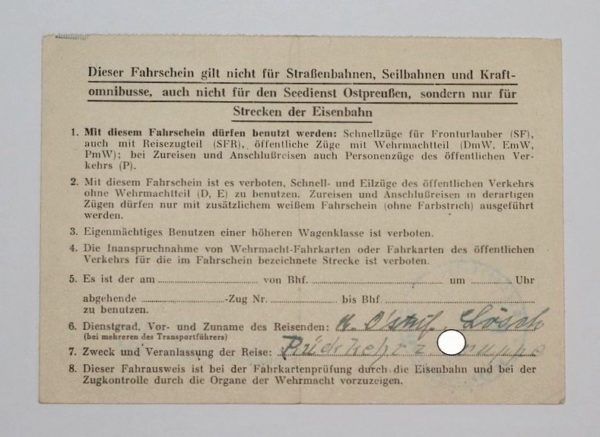 Dieser Fahrschein gilt nicht für Straßenbahnen, Seilbahnen und Kraft-
omnibusse, auch nicht für den Seedienst Ostpreußen, sondern nur für
Strecken der Eisenbahn
1. Mit diesem Fahrschein dürfen benutzt werden: Schnellzüge für Fronturlauber (SF),
auch mit Reisezugteil (SFR), öffentliche Züge mit Wehrmachtteil (DmW, EmW,
PmW); bei Zureisen und Anschlußreisen auch Personenzüge des öffentlichen Ver-
kehrs (P).
2. Mit diesem Fahrschein ist es verboten, Schnell- und Eilzüge des öffentlichen Verkehrs
ohne Wehrmachtteil (D, E) zu benutzen. Zureisen und Anschlußreisen in derartigen
Zügen dürfen nur mit zusätzlichem weißem Fahrschein (ohne Farbstrich) ausgeführt
werden.
3. Eigenmächtiges Benutzen einer höheren Wagenklasse ist verboten.
4. Die Inanspruchnahme von Wehrmacht-Fahrkarten oder Fahrkarten des öffentlichen
Verkehrs für die im Fahrschein bezeichnete Strecke ist verboten.
5. Es ist der am von Bhf. um Uhr
abgehende -Zug Nr. bis Bhf.
zu benutzen.
6. Dienstgrad, Vor- und Zuname des Reisenden: Lösch
(bei mehreren des Transportführers)
7. Zweck und Veranlassung der Reise:
8. Dieser Fahrausweis ist bei der Fahrkartenprüfung durch die Eisenbahn und bei der
Zugkontrolle durch die Organe der Wehrmacht vorzuzeigen.